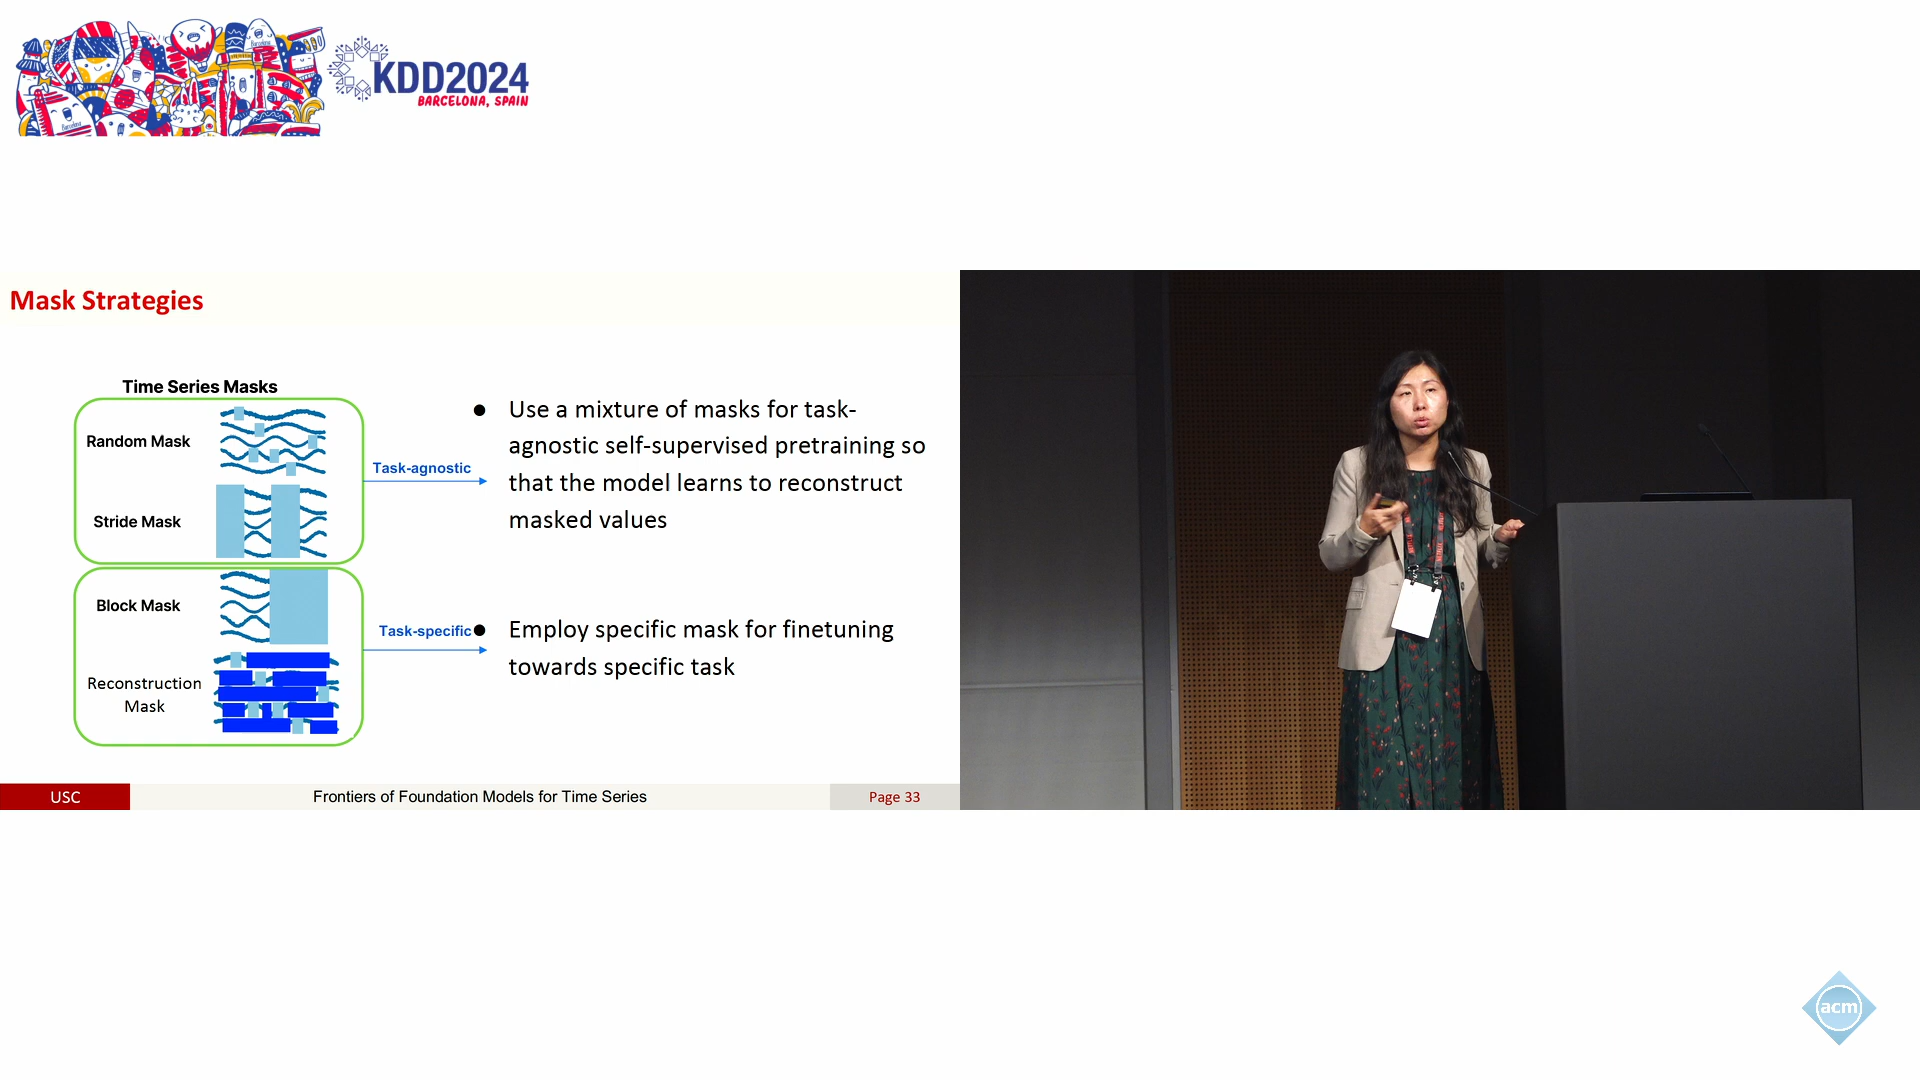 KDD2024
BARCELONA, SPAIN
Mask Strategies
Time Series Masks
Random Mask
Stride Mask
Block Mask
Reconstruction
Mask
Task-agnostic
Task-specific
● Use a mixture of masks for task-
agnostic self-supervised pretraining so
that the model learns to reconstruct
masked values
● Employ specific mask for finetuning
towards specific task
USC
Frontiers of Foundation Models for Time Series
Page 33
acm